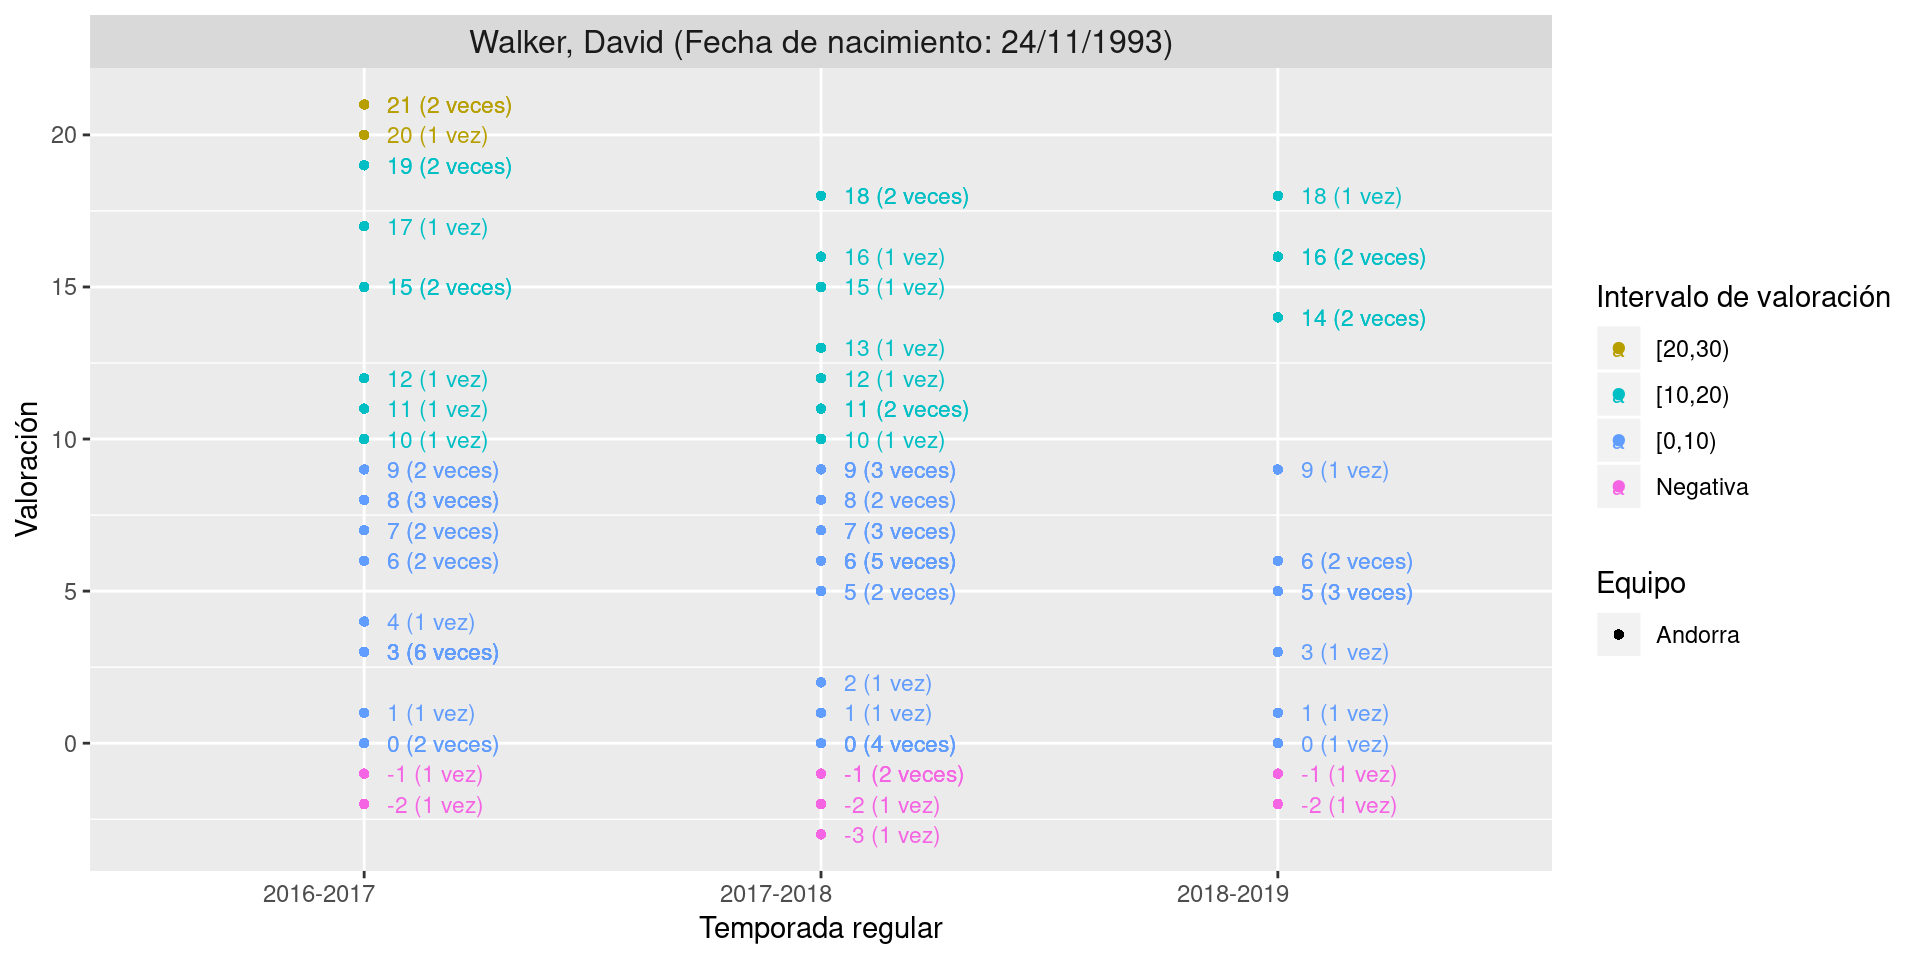 Walker, David (Fecha de nacimiento: 24/11/1993)
Valoración
20
15
10
5
0
21 (2 veces)
20 (1 vez)
19 (2 veces)
17 (1 vez)
15 (2 veces)
12 (1 vez)
11 (1 vez)
10 (1 vez)
9 (2 veces)
8 (3 veces)
7 (2 veces)
6 (2 veces)
4 (1 vez)
3 (6 veces)
1 (1 vez)
0 (2 veces)
-1 (1 vez)
-2 (1 vez)
18 (2 veces)
16 (1 vez)
15 (1 vez)
13 (1 vez)
12 (1 vez)
11 (2 veces)
10 (1 vez)
9 (3 veces)
8 (2 veces)
7 (3 veces)
6 (5 veces)
5 (2 veces)
2 (1 vez)
1 (1 vez)
0 (4 veces)
-1 (2 veces)
-2 (1 vez)
-3 (1 vez)
18 (1 vez)
16 (2 veces)
14 (2 veces)
9 (1 vez)
6 (2 veces)
5 (3 veces)
3 (1 vez)
1 (1 vez)
0 (1 vez)
-1 (1 vez)
-2 (1 vez)
2016-2017
2017-2018
2018-2019
Temporada regular
Intervalo de valoración
[20,30)
[10,20)
[0,10)
Negativa
Equipo
Andorra